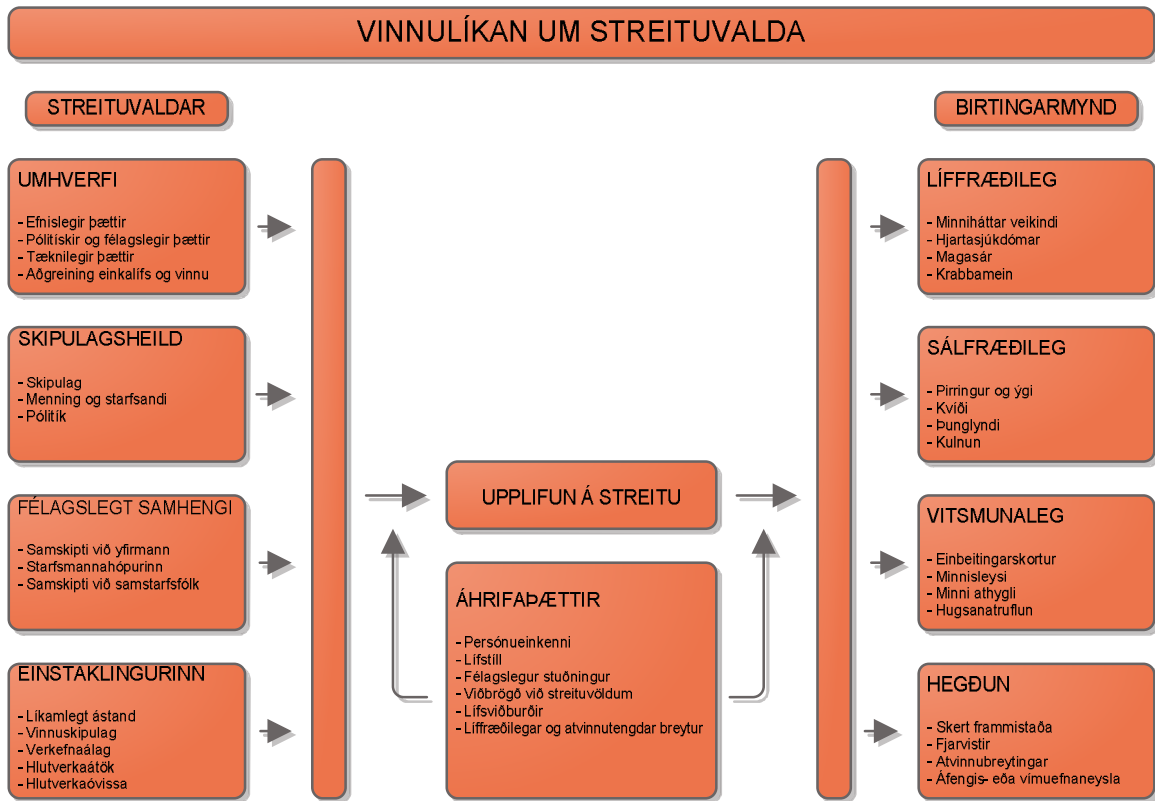 VINNULÍKAN UM STREITUVALDA
STREITUVALDAR
UMHVERFI
- Efnislegir þættir
- Pólitískir og félagslegir þættir
- Tæknilegir þættir
- Aðgreining einkalífs og vinnu
SKIPULAGSHEILD
- Skipulag
- Menning og starfsandi
- Pólitík
FÉLAGSLEGT SAMHENGI
- Samskipti við yfirmann
- Starfsmannahópurinn
- Samskipti við samstarfsfólk
EINSTAKLINGURINN
- Líkamlegt ástand
- Vinnuskipulag
- Verkefnaálag
- Hlutverkaátök
- Hlutverkaóvissa
UPPLIFUN Á STREITU
ÁHRIFAÞÆTTIR
- Persónueinkenni
- Lífstíll
- Félagslegur stuðningur
- Viðbrögð við streituvöldum
- Lífsviðburðir
- Líffræðilegar og atvinnutengdar breytur
BIRTINGARMYND
LÍFFRÆÐILEG
- Minniháttar veikindi
- Hjartasjúkdómar
- Magasár
- Krabbamein
SÁLFRÆÐILEG
- Pirringur og ýgi
- Kvíði
- Þunglyndi
- Kulnun
VITSMUNALEG
- Einbeitingarskortur
- Minnisleysi
- Minni athygli
- Hugsanatruflun
HEGÐUN
- Skert frammistaða
- Fjarvistir
- Atvinnubreytingar
- Áfengis- eða vímuefnaneysla